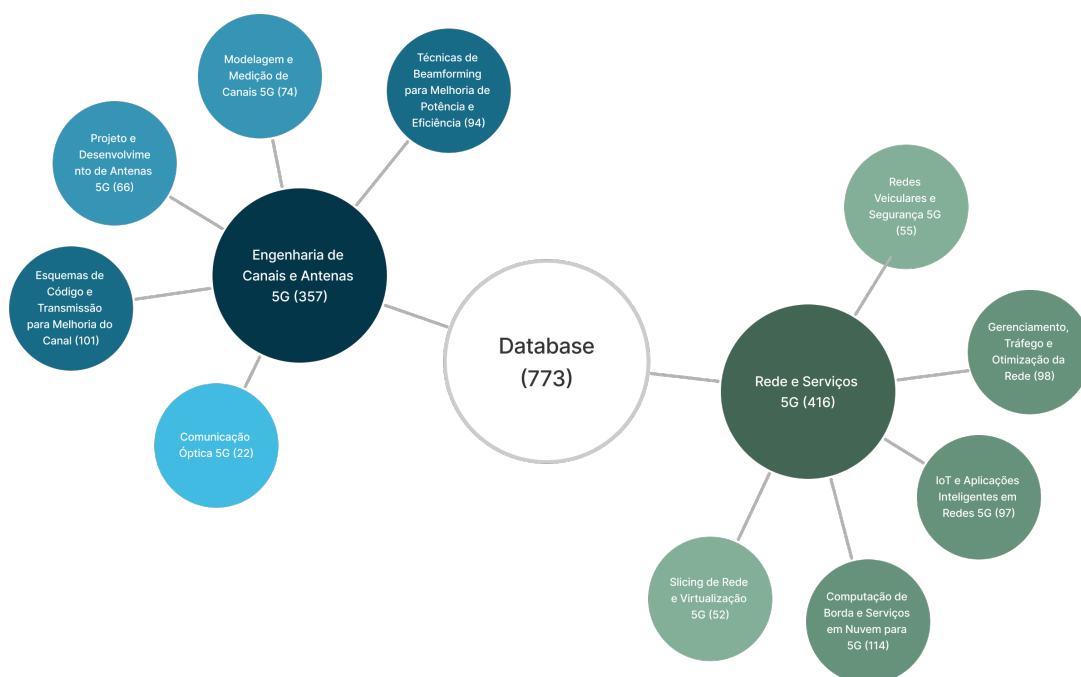 Modelagem e
Medição de
Canais 5G (74)
Técnicas de
Beamforming
para Melhoria de
Potência e
Eficiência (94)
Projeto e
Desenvolvime
nto de Antenas
5G (66)
Engenharia de
Canais e Antenas
5G (357)
Esquemas de
Código e
Transmissão
para Melhoria do
Canal (101)
Comunicação
Óptica 5G (22)
Database
(773)
Redes
Veiculares e
Segurança 5G
(55)
Gerenciamento,
Tráfego e
Otimização da
Rede (98)
Rede e Serviços
5G (416)
IoT e Aplicações
Inteligentes em
Redes 5G (97)
Slicing de Rede
e Virtualização
5G (52)
Computação de
Borda e Serviços
em Nuvem para
5G (114)